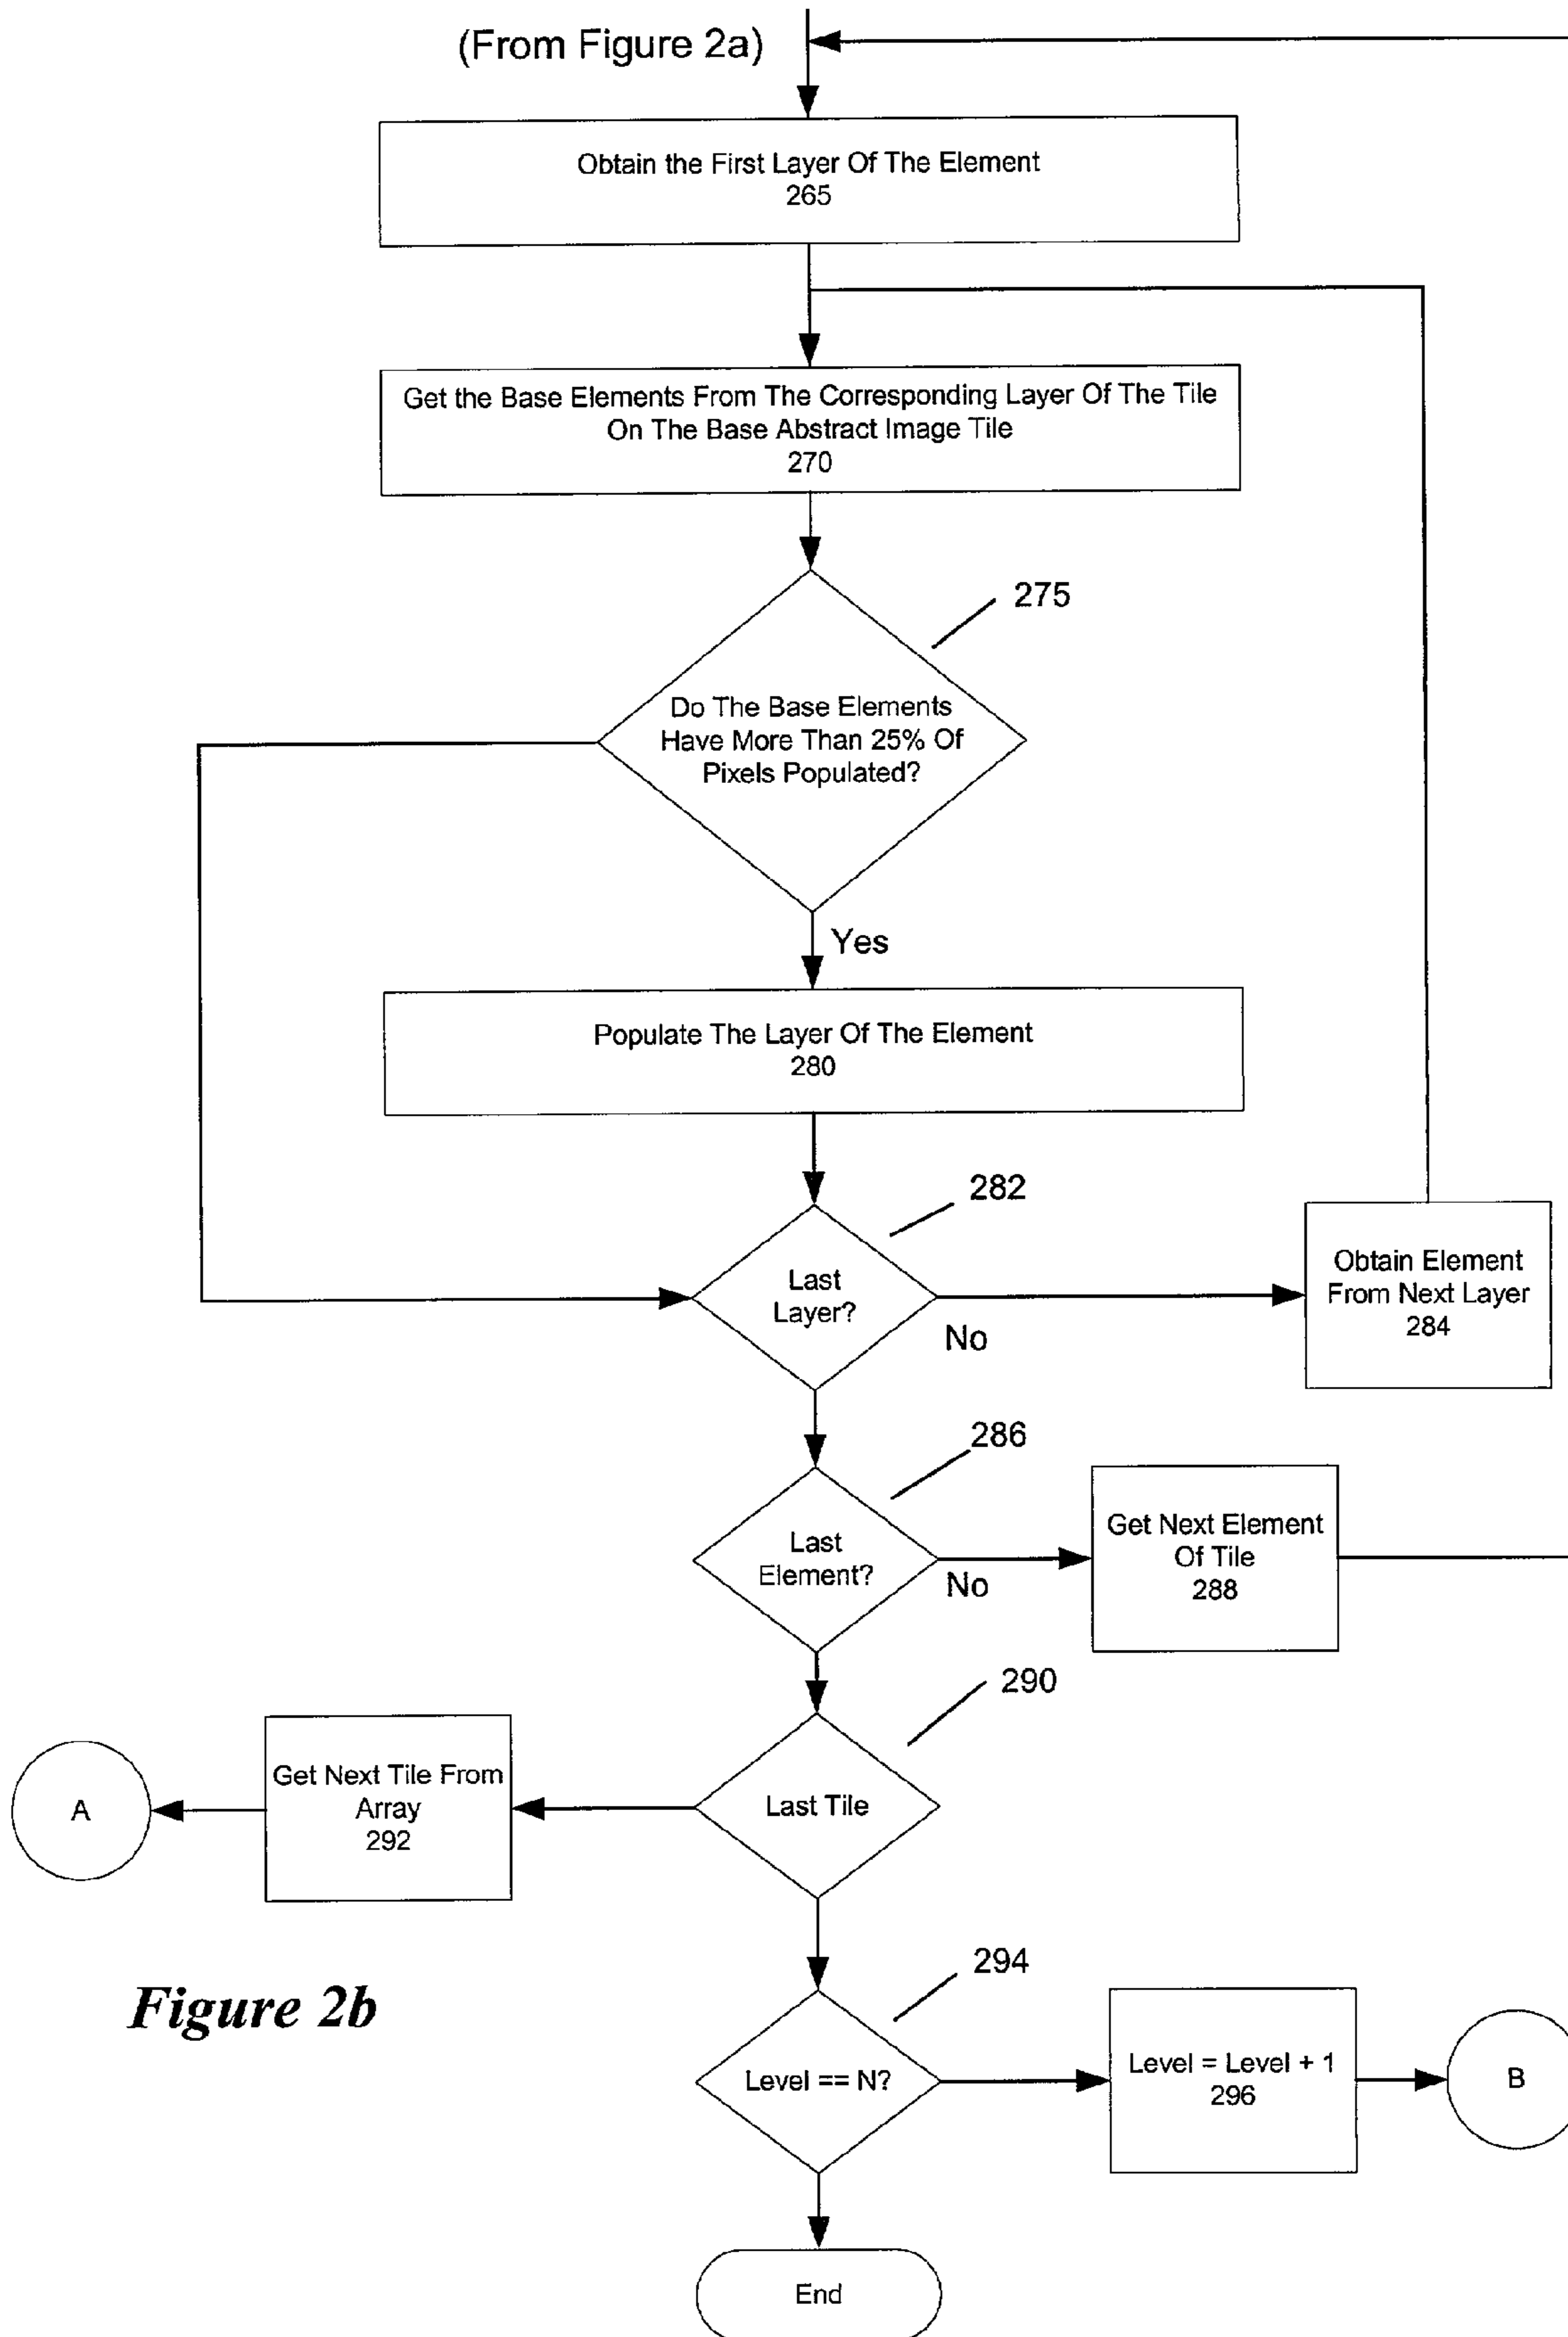 (From Figure 2a)
Obtain the First Layer Of The Element
265
Get the Base Elements From The Corresponding Layer Of The Tile
On The Base Abstract Image Tile
270
275
Do The Base Elements
Have More Than 25% Of
Pixels Populated?
Yes
Populate The Layer Of The Element
280
282
Last
Layer?
No
Obtain Element
From Next Layer
284
286
Last
Element?
No
Get Next Element
Of Tile
288
290
Last Tile
Get Next Tile From
Array
292
A
294
Level == N?
Level = Level + 1
296
B
Figure 2b
End